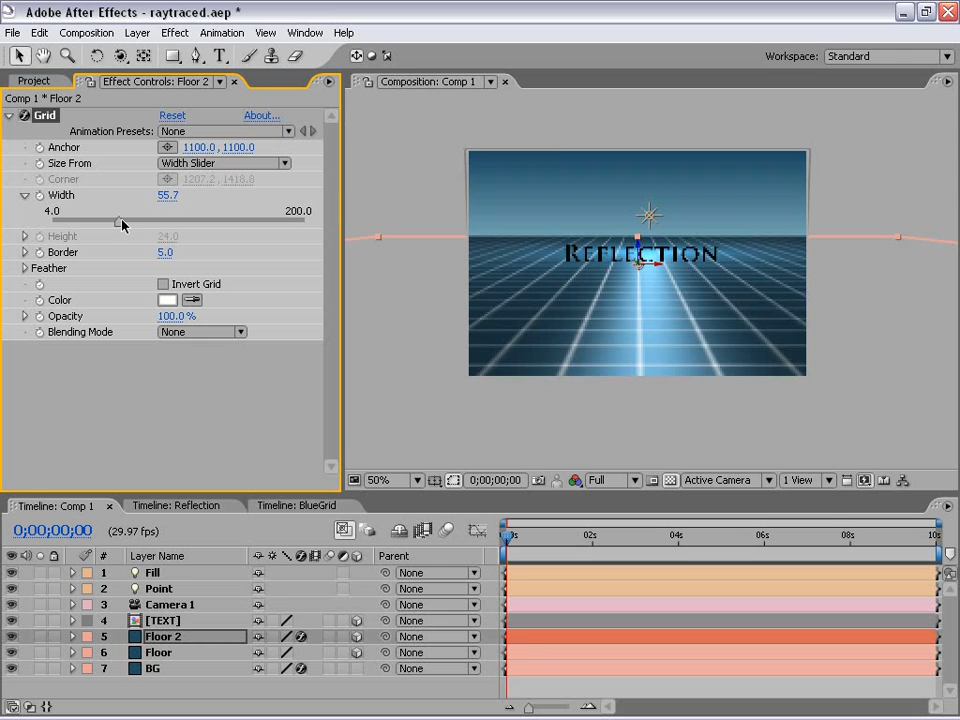 Adobe After Effects - raytraced.aep *
File Edit Composition Layer Effect Animation View Window Help
Workspace: Standard
Project Effect Controls: Floor 2
Composition: Comp 1
Comp 1 * Floor 2
Grid Reset About...
Animation Presets: None
Anchor 1100.0, 1100.0
Size From Width Slider
Corner 1207.2, 1418.8
Width 55.7
4.0 200.0
Height 24.0
Border 5.0
Feather
Invert Grid
Color
Opacity 100.0 %
Blending Mode None
REFLECTION
50% 0;00;00;00 Full Active Camera 1 View
Timeline: Comp 1 Timeline: Reflection Timeline: BlueGrid
0;00;00;00 (29.97 fps)
02s 04s 06s 08s 10s
# Layer Name Parent
1 Fill None
2 Point None
3 Camera 1 None
4 [TEXT] None
5 Floor 2 None
6 Floor None
7 BG None